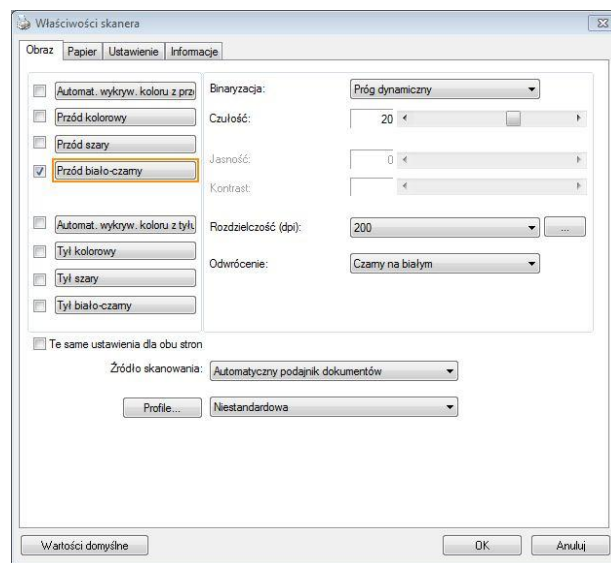 Właściwości skanera
Obraz Papier Ustawienie Informacje
Automat. wykryw. koloru z prz
Przód kolorowy
Przód szary
Przód biało-czarny
Automat. wykryw. koloru z tyłu
Tył kolorowy
Tył szary
Tył biało-czarny
Binaryzacja: Próg dynamiczny
Czułość: 20
Jasność: 0
Kontrast:
Rozdzielczość (dpi): 200 ...
Odwrócenie: Czarny na białym
Te same ustawienia dla obu stron
Źródło skanowania: Automatyczny podajnik dokumentów
Profile... Niestandardowa
Wartości domyślne OK Anuluj